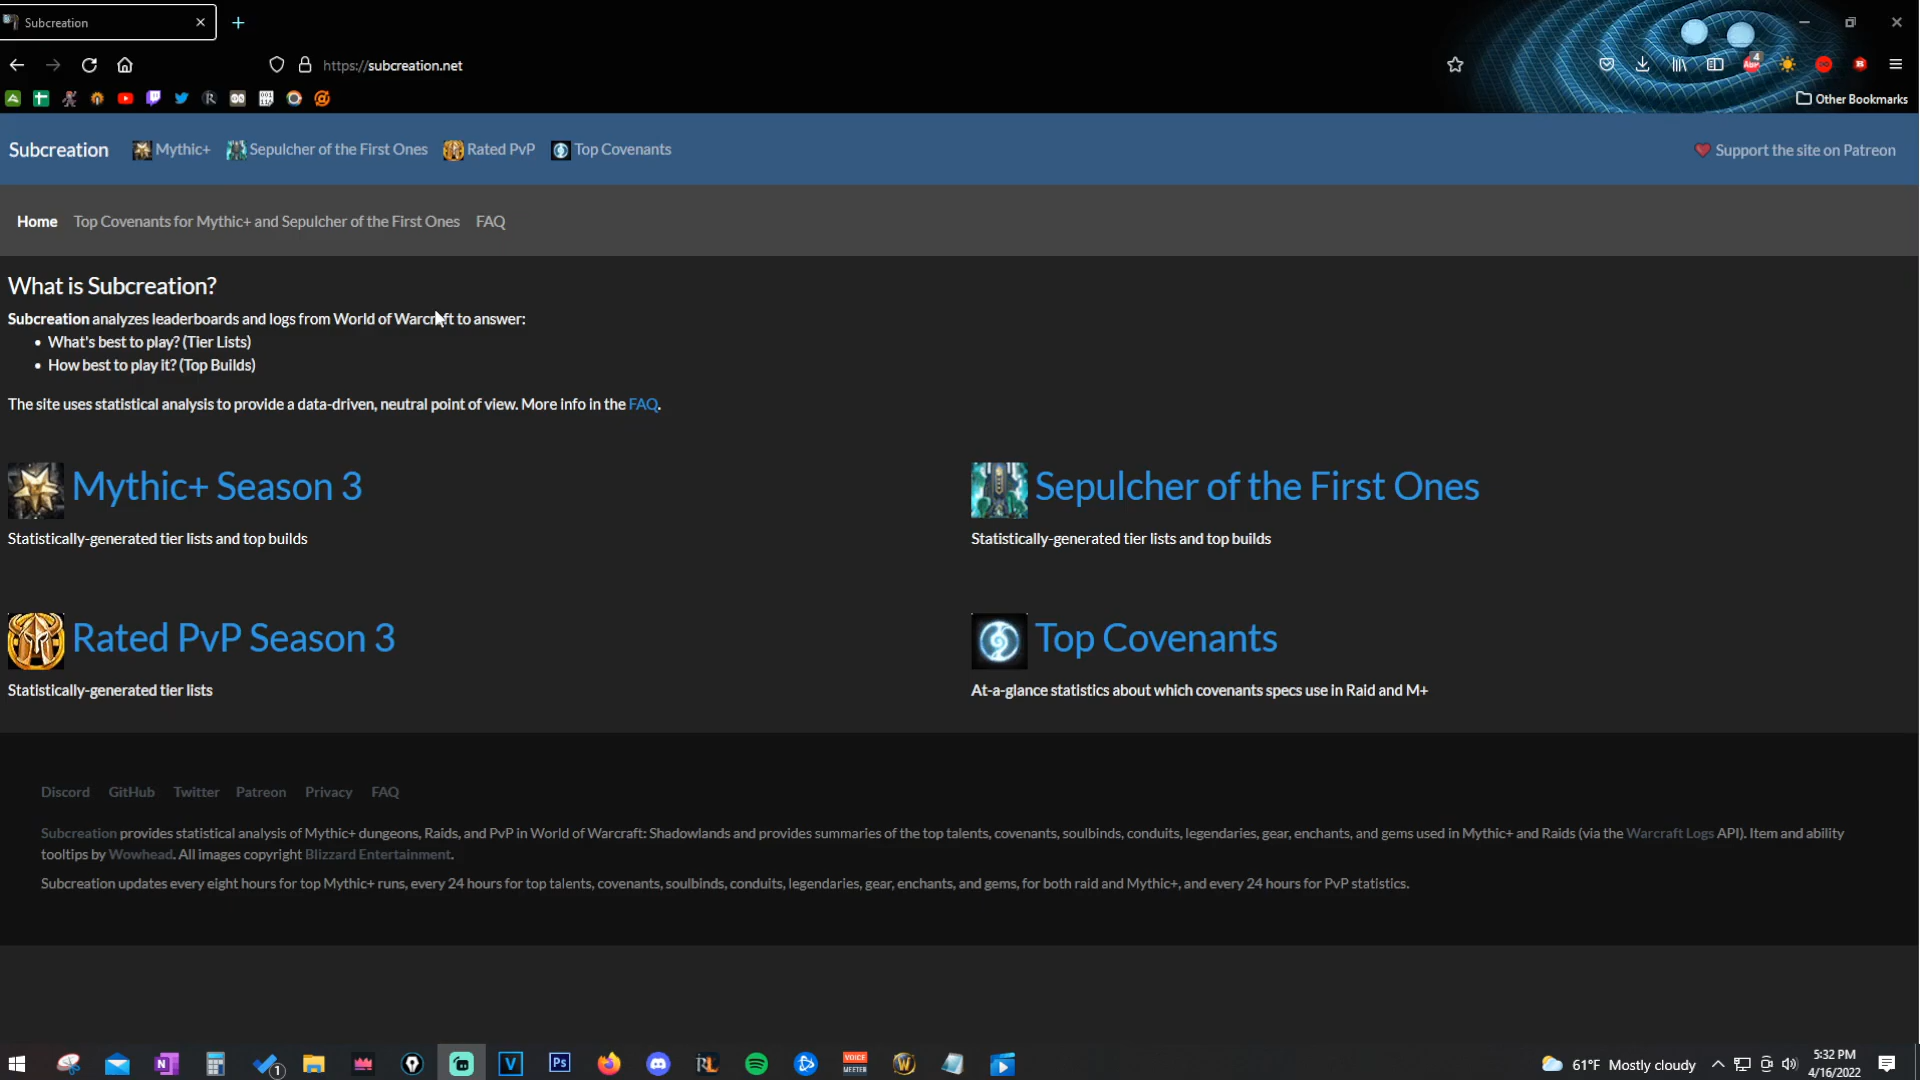 Subcreation
https://subcreation.net
4
Other Bookmarks
Subcreation Mythic+ Sepulcher of the First Ones Rated PvP Top Covenants Support the site on Patreon
Home Top Covenants for Mythic+ and Sepulcher of the First Ones FAQ
What is Subcreation?
Subcreation analyzes leaderboards and logs from World of Warcraft to answer:
• What's best to play? (Tier Lists)
• How best to play it? (Top Builds)
The site uses statistical analysis to provide a data-driven, neutral point of view. More info in the FAQ.
Mythic+ Season 3
Statistically-generated tier lists and top builds
Sepulcher of the First Ones
Statistically-generated tier lists and top builds
Rated PvP Season 3
Statistically-generated tier lists
Top Covenants
At-a-glance statistics about which covenants specs use in Raid and M+
Discord GitHub Twitter Patreon Privacy FAQ
Subcreation provides statistical analysis of Mythic+ dungeons, Raids, and PvP in World of Warcraft: Shadowlands and provides summaries of the top talents, covenants, soulbinds, conduits, legendaries, gear, enchants, and gems used in Mythic+ and Raids (via the Warcraft Logs API). Item and ability
tooltips by Wowhead. All images copyright Blizzard Entertainment.
Subcreation updates every eight hours for top Mythic+ runs, every 24 hours for top talents, covenants, soulbinds, conduits, legendaries, gear, enchants, and gems, for both raid and Mythic+, and every 24 hours for PvP statistics.
N 1 V Ps RL VOICE MEETER W
61°F Mostly cloudy
5:32 PM
4/16/2022